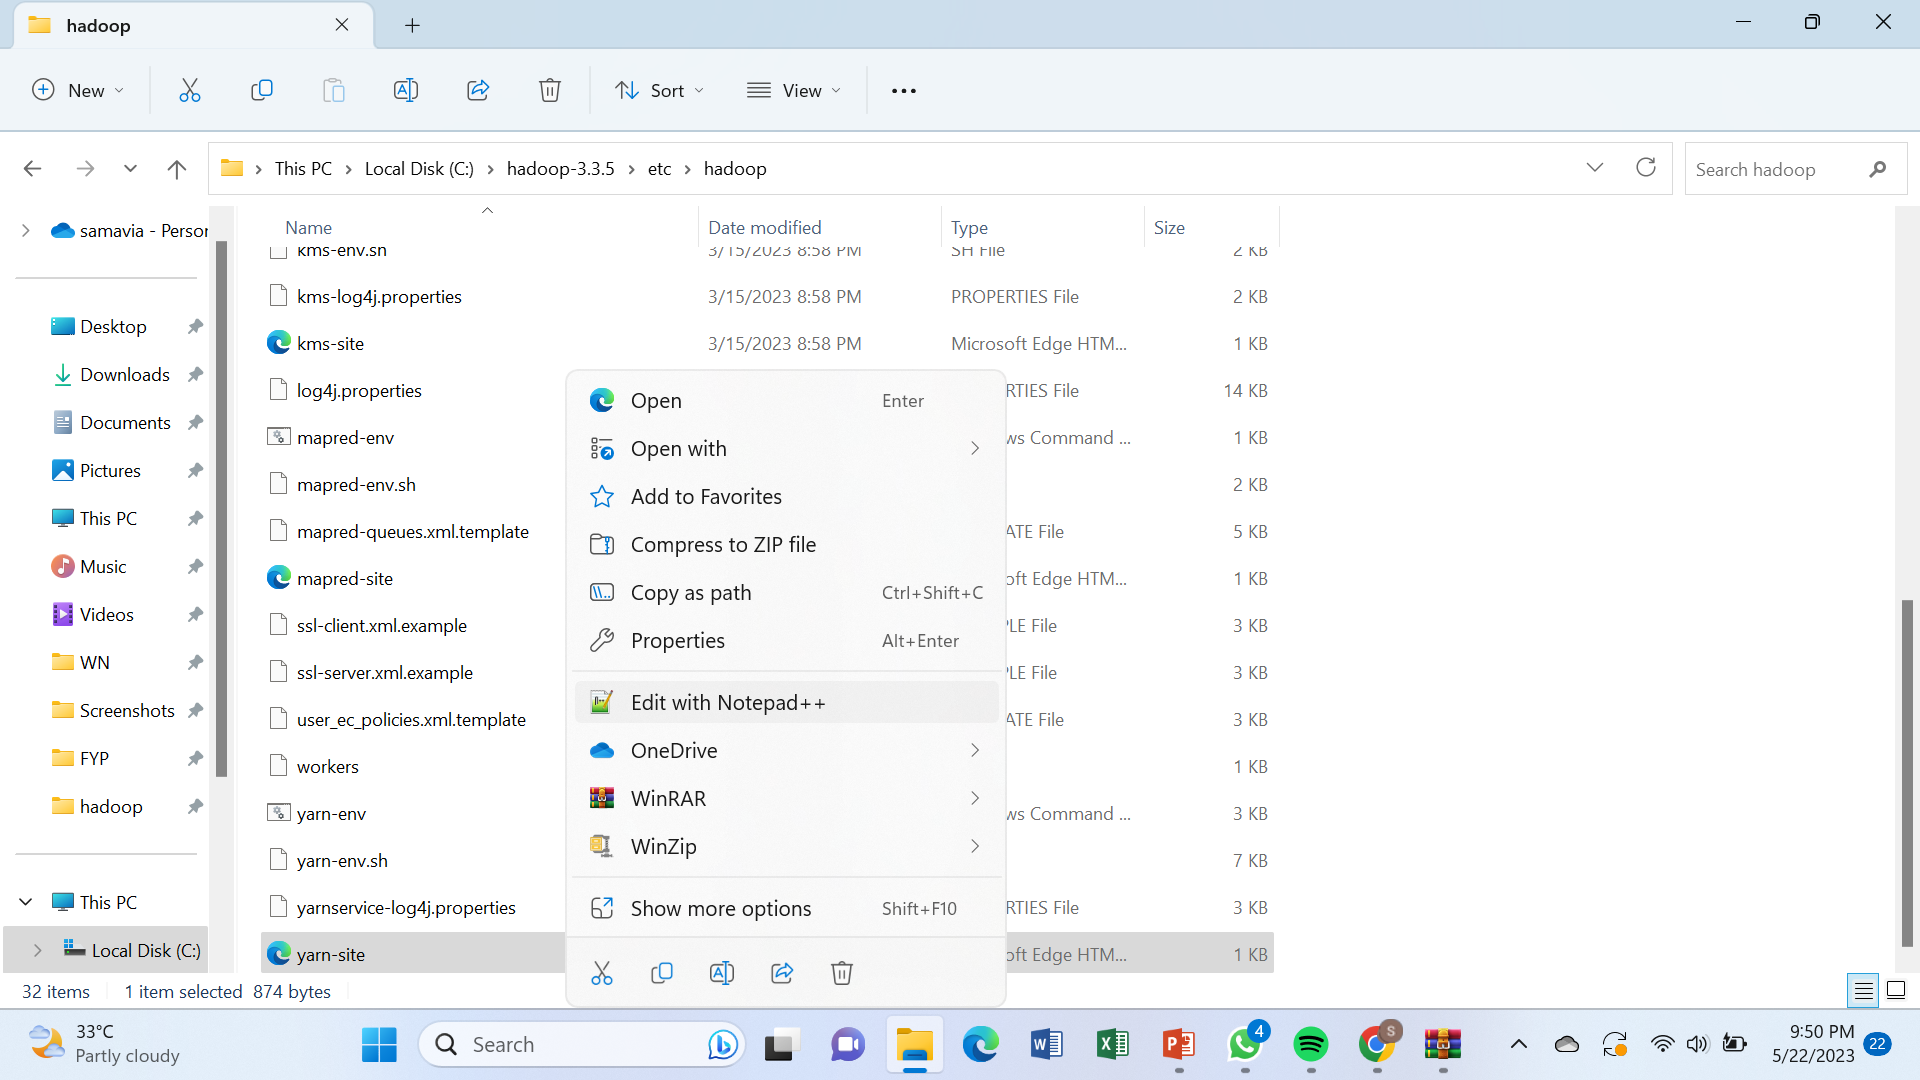 hadoop
New
Sort
View
This PC
Local Disk (C:)
hadoop-3.3.5
etc
hadoop
Search hadoop
samavia - Person
Desktop
Downloads
Documents
Pictures
This PC
Music
Videos
WN
Screenshots
FYP
hadoop
This PC
Local Disk (C:)
Name Date modified Type Size
kms-env.sh 3/15/2023 8:58 PM SH File 2 KB
kms-log4j.properties 3/15/2023 8:58 PM PROPERTIES File 2 KB
kms-site 3/15/2023 8:58 PM Microsoft Edge HTM... 1 KB
log4j.properties RTIES File 14 KB
mapred-env ws Command ... 1 KB
mapred-env.sh 2 KB
mapred-queues.xml.template ATE File 5 KB
mapred-site oft Edge HTM... 1 KB
ssl-client.xml.example LE File 3 KB
ssl-server.xml.example LE File 3 KB
user_ec_policies.xml.template ATE File 3 KB
workers 1 KB
yarn-env ws Command ... 3 KB
yarn-env.sh 7 KB
yarnservice-log4j.properties RTIES File 3 KB
yarn-site oft Edge HTM... 1 KB
Open Enter
Open with
Add to Favorites
Compress to ZIP file
Copy as path Ctrl+Shift+C
Properties Alt+Enter
Edit with Notepad++
OneDrive
WinRAR
WinZip
Show more options Shift+F10
32 items 1 item selected 874 bytes
33°C
Partly cloudy
Search
4
S
9:50 PM
5/22/2023
22